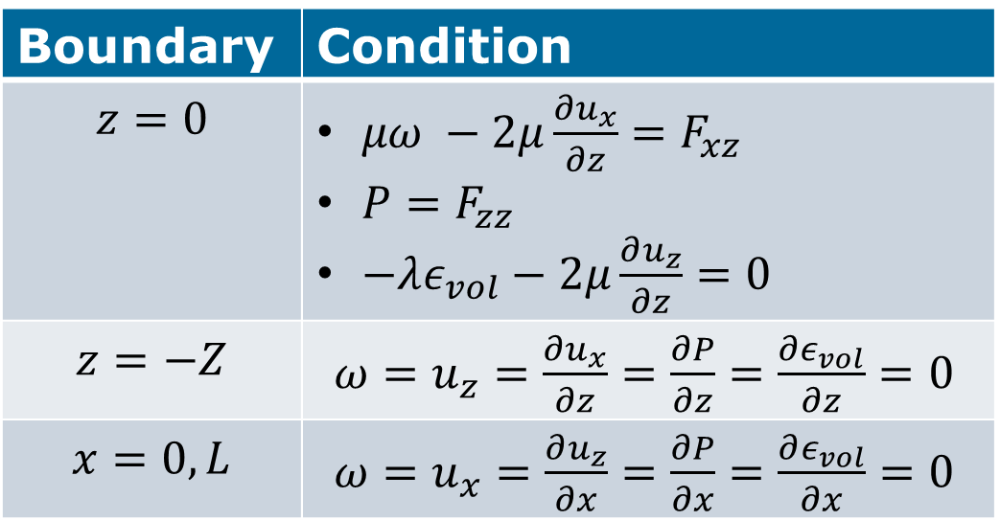 Boundary Condition
z = 0
• μω − 2μ ∂u_x/∂z = F_xz
• P = F_zz
• −λϵ_vol − 2μ ∂u_z/∂z = 0
z = −Z
ω = u_z = ∂u_x/∂z = ∂P/∂z = ∂ϵ_vol/∂z = 0
x = 0, L
ω = u_x = ∂u_z/∂x = ∂P/∂x = ∂ϵ_vol/∂x = 0